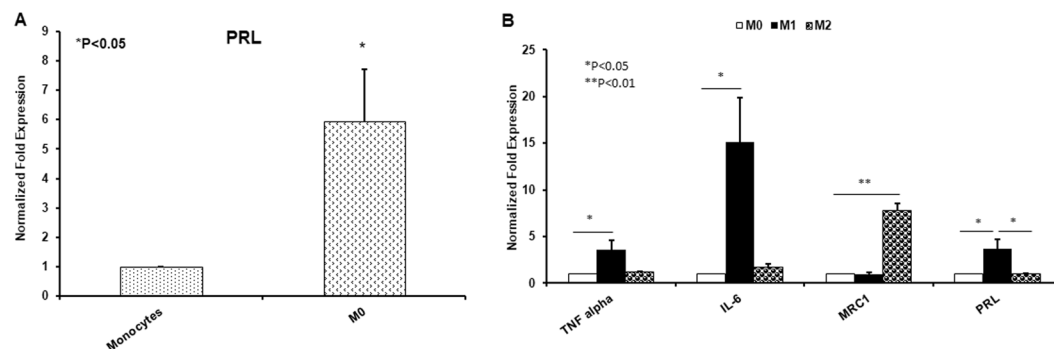 A
*P<0.05
PRL
*
Normalized Fold Expression
9
8
7
6
5
4
3
2
1
0
Monocytes
M0
B
M0 M1 M2
*P<0.05
**P<0.01
Normalized Fold Expression
25
20
15
10
5
0
*
*
**
* *
TNF alpha
IL-6
MRC1
PRL